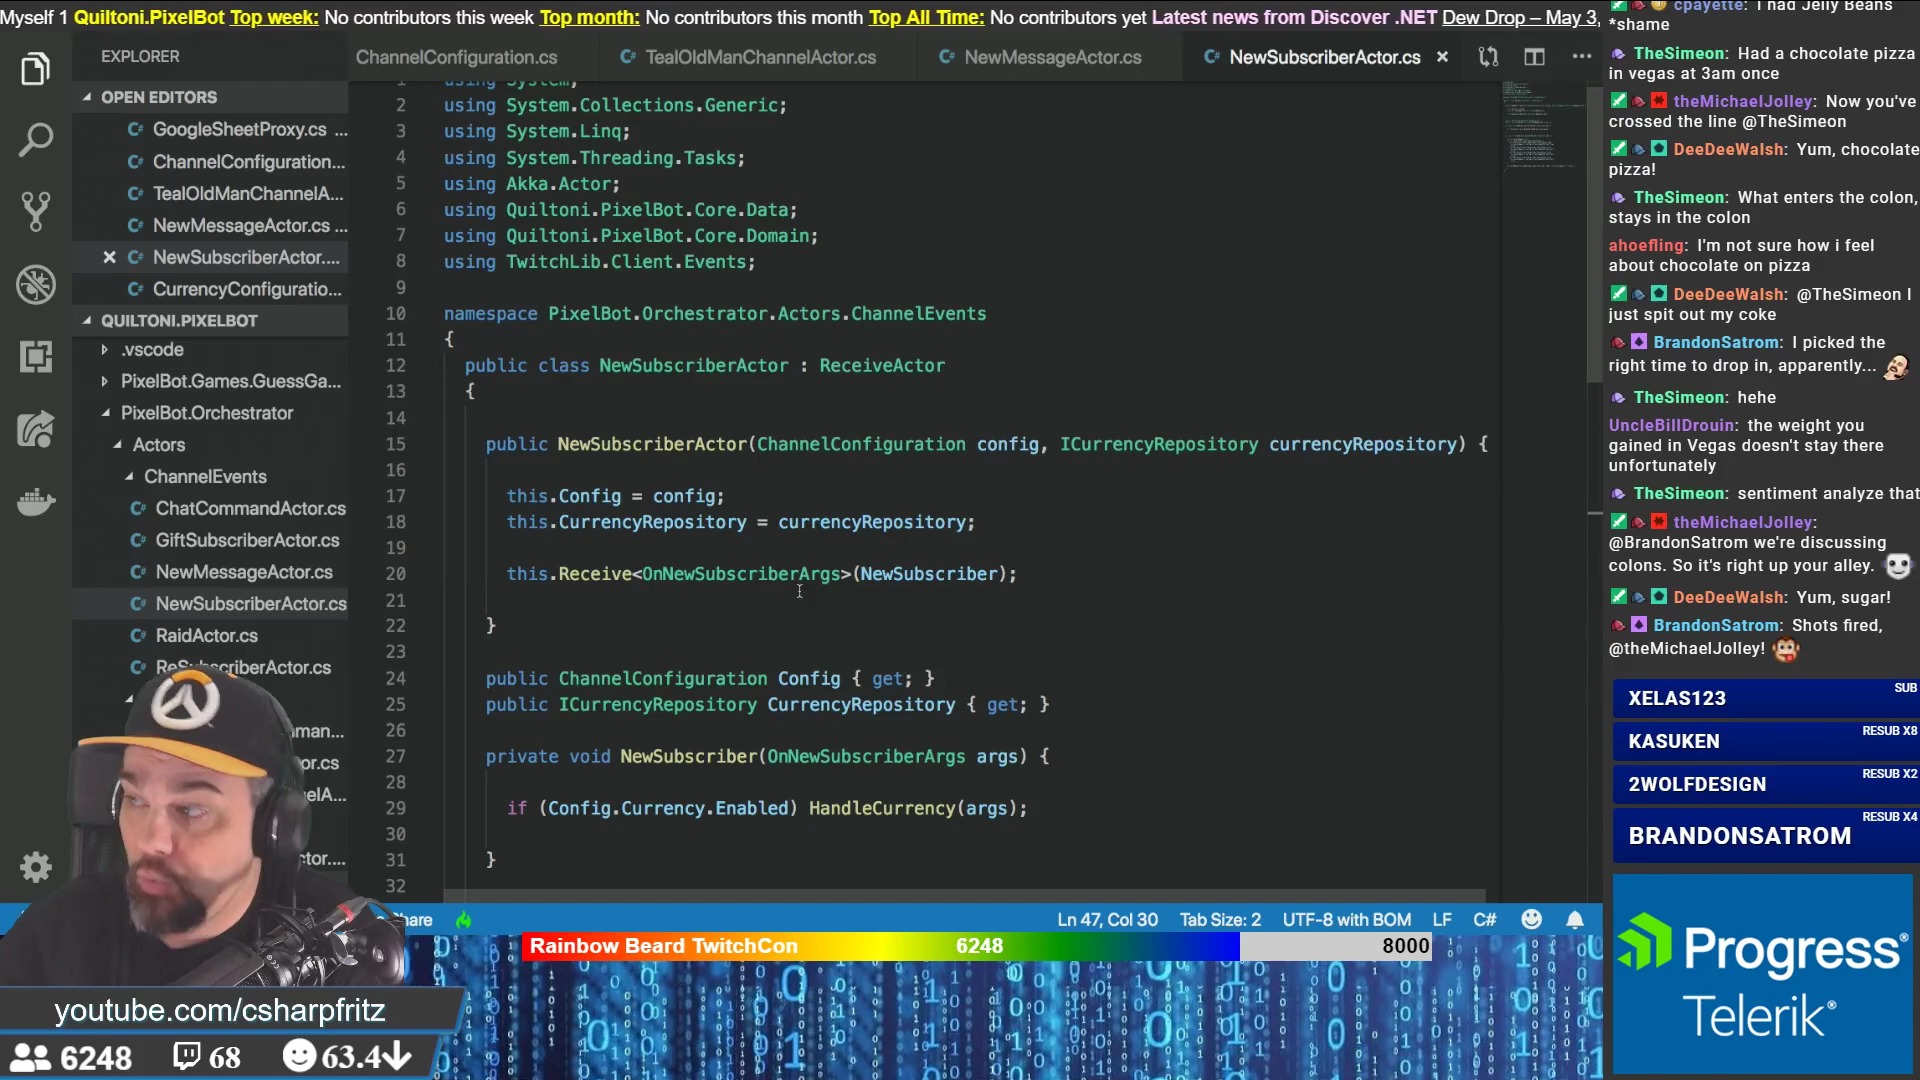 Myself 1 Quiltoni.PixelBot Top week: No contributors this week Top month: No contributors this month Top All Time: No contributors yet Latest news from Discover .NET Dew Drop – May 3,
EXPLORER
OPEN EDITORS
GoogleSheetProxy.cs ...
ChannelConfiguration...
TealOldManChannelA...
NewMessageActor.cs ...
NewSubscriberActor....
CurrencyConfiguratio...
QUILTONI.PIXELBOT
.vscode
PixelBot.Games.GuessGa...
PixelBot.Orchestrator
Actors
ChannelEvents
ChatCommandActor.cs
GiftSubscriberActor.cs
NewMessageActor.cs
NewSubscriberActor.cs
RaidActor.cs
ReSubscriberActor.cs
ChannelConfiguration.cs
TealOldManChannelActor.cs
NewMessageActor.cs
NewSubscriberActor.cs
1 using System;
2 using System.Collections.Generic;
3 using System.Linq;
4 using System.Threading.Tasks;
5 using Akka.Actor;
6 using Quiltoni.PixelBot.Core.Data;
7 using Quiltoni.PixelBot.Core.Domain;
8 using TwitchLib.Client.Events;
9
10 namespace PixelBot.Orchestrator.Actors.ChannelEvents
11 {
12 public class NewSubscriberActor : ReceiveActor
13 {
14
15 public NewSubscriberActor(ChannelConfiguration config, ICurrencyRepository currencyRepository) {
16
17 this.Config = config;
18 this.CurrencyRepository = currencyRepository;
19
20 this.Receive<OnNewSubscriberArgs>(NewSubscriber);
21
22 }
23
24 public ChannelConfiguration Config { get; }
25 public ICurrencyRepository CurrencyRepository { get; }
26
27 private void NewSubscriber(OnNewSubscriberArgs args) {
28
29 if (Config.Currency.Enabled) HandleCurrency(args);
30
31 }
32
Ln 47, Col 30 Tab Size: 2 UTF-8 with BOM LF C#
cpayette: I had Jelly Beans
*shame
TheSimeon: Had a chocolate pizza
in vegas at 3am once
theMichaelJolley: Now you've
crossed the line @TheSimeon
DeeDeeWalsh: Yum, chocolate
pizza!
TheSimeon: What enters the colon,
stays in the colon
ahoefling: I'm not sure how i feel
about chocolate on pizza
DeeDeeWalsh: @TheSimeon I
just spit out my coke
BrandonSatrom: I picked the
right time to drop in, apparently...
TheSimeon: hehe
UncleBillDrouin: the weight you
gained in Vegas doesn't stay there
unfortunately
TheSimeon: sentiment analyze that
theMichaelJolley:
@BrandonSatrom we're discussing
colons. So it's right up your alley.
DeeDeeWalsh: Yum, sugar!
BrandonSatrom: Shots fired,
@theMichaelJolley!
XELAS123 SUB
KASUKEN RESUB X8
2WOLFDESIGN RESUB X2
BRANDONSATROM RESUB X4
Progress®
Telerik®
Rainbow Beard TwitchCon 6248 8000
youtube.com/csharpfritz
6248 68 63.4